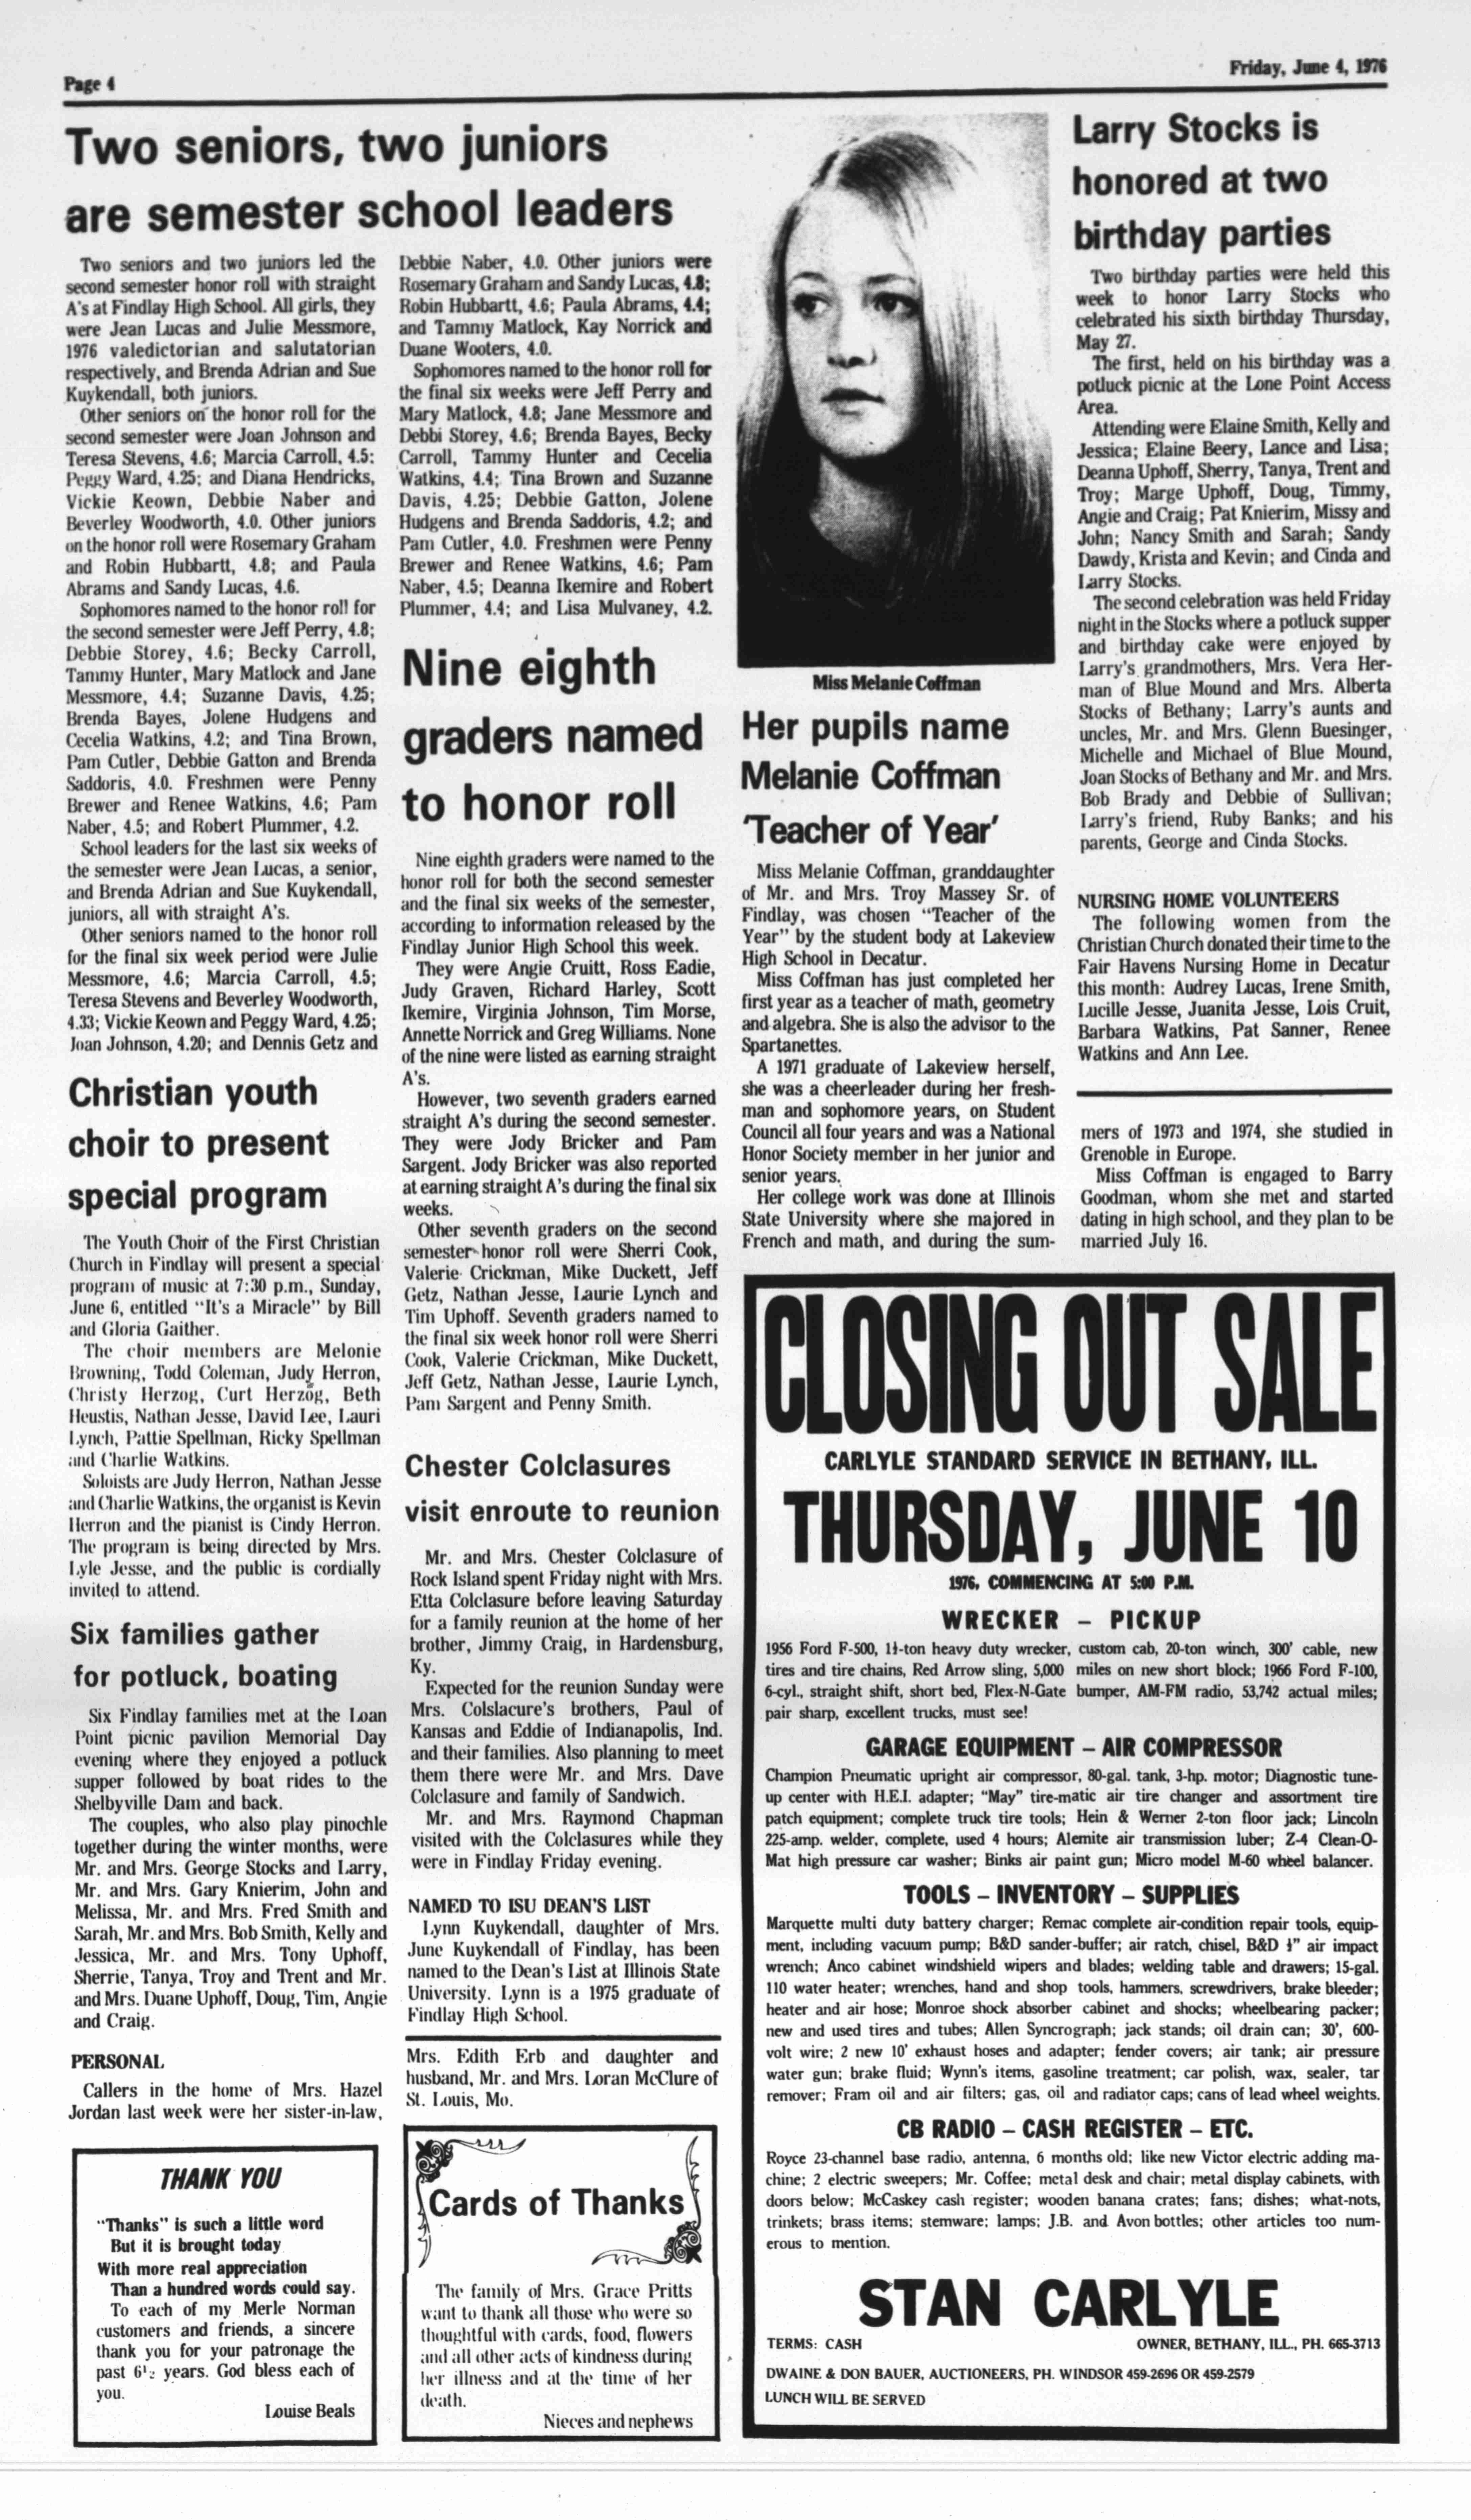 Page 4
Friday, June 4, 1976
Two seniors, two juniors
are semester school leaders
Two seniors and two juniors led the
second semester honor roll with straight
A's at Findlay High School. All girls, they
were Jean Lucas and Julie Messmore,
1976 valedictorian and salutatorian
respectively, and Brenda Adrian and Sue
Kuykendall, both juniors.
Other seniors on the honor roll for the
second semester were Joan Johnson and
Teresa Stevens, 4.6; Marcia Carroll, 4.5;
Peggy Ward, 4.25; and Diana Hendricks,
Vickie Keown, Debbie Naber and
Beverley Woodworth, 4.0. Other juniors
on the honor roll were Rosemary Graham
and Robin Hubbartt, 4.8; and Paula
Abrams and Sandy Lucas, 4.6.
Sophomores named to the honor roll for
the second semester were Jeff Perry, 4.8;
Debbie Storey, 4.6; Becky Carroll,
Tammy Hunter, Mary Matlock and Jane
Messmore, 4.4; Suzanne Davis, 4.25;
Brenda Bayes, Jolene Hudgens and
Cecelia Watkins, 4.2; and Tina Brown,
Pam Cutler, Debbie Gatton and Brenda
Saddoris, 4.0. Freshmen were Penny
Brewer and Renee Watkins, 4.6; Pam
Naber, 4.5; and Robert Plummer, 4.2.
School leaders for the last six weeks of
the semester were Jean Lucas, a senior,
and Brenda Adrian and Sue Kuykendall,
juniors, all with straight A's.
Other seniors named to the honor roll
for the final six week period were Julie
Messmore, 4.6; Marcia Carroll, 4.5;
Teresa Stevens and Beverley Woodworth,
4.33; Vickie Keown and Peggy Ward, 4.25;
Joan Johnson, 4.20; and Dennis Getz and
Debbie Naber, 4.0. Other juniors were
Rosemary Graham and Sandy Lucas, 4.8;
Robin Hubbartt, 4.6; Paula Abrams, 4.4;
and Tammy Matlock, Kay Norrick and
Duane Wooters, 4.0.
Sophomores named to the honor roll for
the final six weeks were Jeff Perry and
Mary Matlock, 4.8; Jane Messmore and
Debbi Storey, 4.6; Brenda Bayes, Becky
Carroll, Tammy Hunter and Cecelia
Watkins, 4.4; Tina Brown and Suzanne
Davis, 4.25; Debbie Gatton, Jolene
Hudgens and Brenda Saddoris, 4.2; and
Pam Cutler, 4.0. Freshmen were Penny
Brewer and Renee Watkins, 4.6; Pam
Naber, 4.5; Deanna Ikemire and Robert
Plummer, 4.4; and Lisa Mulvaney, 4.2.
Christian youth
choir to present
special program
The Youth Choir of the First Christian
Church in Findlay will present a special
program of music at 7:30 p.m., Sunday,
June 6, entitled "It's a Miracle" by Bill
and Gloria Gaither.
The choir members are Melonie
Browning, Todd Coleman, Judy Herron,
Christy Herzog, Curt Herzog, Beth
Heustis, Nathan Jesse, David Lee, Lauri
Lynch, Pattie Spellman, Ricky Spellman
and Charlie Watkins.
Soloists are Judy Herron, Nathan Jesse
and Charlie Watkins, the organist is Kevin
Herron and the pianist is Cindy Herron.
The program is being directed by Mrs.
Lyle Jesse, and the public is cordially
invited to attend.
Six families gather
for potluck, boating
Six Findlay families met at the Loan
Point picnic pavilion Memorial Day
evening where they enjoyed a potluck
supper followed by boat rides to the
Shelbyville Dam and back.
The couples, who also play pinochle
together during the winter months, were
Mr. and Mrs. George Stocks and Larry,
Mr. and Mrs. Gary Knierim, John and
Melissa, Mr. and Mrs. Fred Smith and
Sarah, Mr. and Mrs. Bob Smith, Kelly and
Jessica, Mr. and Mrs. Tony Uphoff,
Sherrie, Tanya, Troy and Trent and Mr.
and Mrs. Duane Uphoff, Doug, Tim, Angie
and Craig.
PERSONAL
Callers in the home of Mrs. Hazel
Jordan last week were her sister-in-law,
THANK YOU
"Thanks" is such a little word
But it is brought today
With more real appreciation
Than a hundred words could say.
To each of my Merle Norman
customers and friends, a sincere
thank you for your patronage the
past 6½ years. God bless each of
you.
Louise Beals
Nine eighth
graders named
to honor roll
Nine eighth graders were named to the
honor roll for both the second semester
and the final six weeks of the semester,
according to information released by the
Findlay Junior High School this week.
They were Angie Cruitt, Ross Eadie,
Judy Graven, Richard Harley, Scott
Ikemire, Virginia Johnson, Tim Morse,
Annette Norrick and Greg Williams. None
of the nine were listed as earning straight
A's.
However, two seventh graders earned
straight A's during the second semester.
They were Jody Bricker and Pam
Sargent. Jody Bricker was also reported
at earning straight A's during the final six
weeks.
Other seventh graders on the second
semester honor roll were Sherri Cook,
Valerie Crickman, Mike Duckett, Jeff
Getz, Nathan Jesse, Laurie Lynch and
Tim Uphoff. Seventh graders named to
the final six week honor roll were Sherri
Cook, Valerie Crickman, Mike Duckett,
Jeff Getz, Nathan Jesse, Laurie Lynch,
Pam Sargent and Penny Smith.
Chester Colclasures
visit enroute to reunion
Mr. and Mrs. Chester Colclasure of
Rock Island spent Friday night with Mrs.
Etta Colclasure before leaving Saturday
for a family reunion at the home of her
brother, Jimmy Craig, in Hardensburg,
Ky.
Expected for the reunion Sunday were
Mrs. Colslacure's brothers, Paul of
Kansas and Eddie of Indianapolis, Ind.
and their families. Also planning to meet
them there were Mr. and Mrs. Dave
Colclasure and family of Sandwich.
Mr. and Mrs. Raymond Chapman
visited with the Colclasures while they
were in Findlay Friday evening.
NAMED TO ISU DEAN'S LIST
Lynn Kuykendall, daughter of Mrs.
June Kuykendall of Findlay, has been
named to the Dean's List at Illinois State
University. Lynn is a 1975 graduate of
Findlay High School.
Mrs. Edith Erb and daughter and
husband, Mr. and Mrs. Loran McClure of
St. Louis, Mo.
Cards of Thanks
The family of Mrs. Grace Pritts
want to thank all those who were so
thoughtful with cards, food, flowers
and all other acts of kindness during
her illness and at the time of her
death.
Nieces and nephews
Miss Melanie Coffman
Her pupils name
Melanie Coffman
'Teacher of Year'
Miss Melanie Coffman, granddaughter
of Mr. and Mrs. Troy Massey Sr. of
Findlay, was chosen "Teacher of the
Year" by the student body at Lakeview
High School in Decatur.
Miss Coffman has just completed her
first year as a teacher of math, geometry
and algebra. She is also the advisor to the
Spartanettes.
A 1971 graduate of Lakeview herself,
she was a cheerleader during her fresh-
man and sophomore years, on Student
Council all four years and was a National
Honor Society member in her junior and
senior years.
Her college work was done at Illinois
State University where she majored in
French and math, and during the sum-
mers of 1973 and 1974, she studied in
Grenoble in Europe.
Miss Coffman is engaged to Barry
Goodman, whom she met and started
dating in high school, and they plan to be
married July 16.
Larry Stocks is
honored at two
birthday parties
Two birthday parties were held this
week to honor Larry Stocks who
celebrated his sixth birthday Thursday,
May 27.
The first, held on his birthday was a
potluck picnic at the Lone Point Access
Area.
Attending were Elaine Smith, Kelly and
Jessica; Elaine Beery, Lance and Lisa;
Deanna Uphoff, Sherry, Tanya, Trent and
Troy; Marge Uphoff, Doug, Timmy,
Angie and Craig; Pat Knierim, Missy and
John; Nancy Smith and Sarah; Sandy
Dawdy, Krista and Kevin; and Cinda and
Larry Stocks.
The second celebration was held Friday
night in the Stocks where a potluck supper
and birthday cake were enjoyed by
Larry's grandmothers, Mrs. Vera Her-
man of Blue Mound and Mrs. Alberta
Stocks of Bethany; Larry's aunts and
uncles, Mr. and Mrs. Glenn Buesinger,
Michelle and Michael of Blue Mound,
Joan Stocks of Bethany and Mr. and Mrs.
Bob Brady and Debbie of Sullivan;
Larry's friend, Ruby Banks; and his
parents, George and Cinda Stocks.
NURSING HOME VOLUNTEERS
The following women from the
Christian Church donated their time to the
Fair Havens Nursing Home in Decatur
this month: Audrey Lucas, Irene Smith,
Lucille Jesse, Juanita Jesse, Lois Cruit,
Barbara Watkins, Pat Sanner, Renee
Watkins and Ann Lee.
CLOSING OUT SALE
CARLYLE STANDARD SERVICE IN BETHANY, ILL.
THURSDAY, JUNE 10
1976, COMMENCING AT 5:00 P.M.
WRECKER – PICKUP
1956 Ford F-500, 1½-ton heavy duty wrecker, custom cab, 20-ton winch, 300' cable, new
tires and tire chains, Red Arrow sling, 5,000 miles on new short block; 1966 Ford F-100,
6-cyl., straight shift, short bed, Flex-N-Gate bumper, AM-FM radio, 53,742 actual miles;
pair sharp, excellent trucks, must see!
GARAGE EQUIPMENT – AIR COMPRESSOR
Champion Pneumatic upright air compressor, 80-gal. tank, 3-hp. motor; Diagnostic tune-
up center with H.E.I. adapter; "May" tire-matic air tire changer and assortment tire
patch equipment; complete truck tire tools; Hein & Werner 2-ton floor jack; Lincoln
225-amp. welder, complete, used 4 hours; Alemite air transmission luber; Z-4 Clean-O-
Mat high pressure car washer; Binks air paint gun; Micro model M-60 wheel balancer.
TOOLS – INVENTORY – SUPPLIES
Marquette multi duty battery charger; Remac complete air-condition repair tools, equip-
ment, including vacuum pump; B&D sander-buffer; air ratch, chisel, B&D ½" air impact
wrench; Anco cabinet windshield wipers and blades; welding table and drawers; 15-gal.
110 water heater; wrenches, hand and shop tools, hammers, screwdrivers, brake bleeder;
heater and air hose; Monroe shock absorber cabinet and shocks; wheelbearing packer;
new and used tires and tubes; Allen Syncrograph; jack stands; oil drain can; 30', 600-
volt wire; 2 new 10' exhaust hoses and adapter; fender covers; air tank; air pressure
water gun; brake fluid; Wynn's items, gasoline treatment; car polish, wax, sealer, tar
remover; Fram oil and air filters; gas, oil and radiator caps; cans of lead wheel weights.
CB RADIO – CASH REGISTER – ETC.
Royce 23-channel base radio, antenna, 6 months old; like new Victor electric adding ma-
chine; 2 electric sweepers; Mr. Coffee; metal desk and chair; metal display cabinets, with
doors below; McCaskey cash register; wooden banana crates; fans; dishes; what-nots,
trinkets; brass items; stemware; lamps; J.B. and Avon bottles; other articles too num-
erous to mention.
STAN CARLYLE
TERMS: CASH
OWNER, BETHANY, ILL., PH. 665-3713
DWAINE & DON BAUER, AUCTIONEERS, PH. WINDSOR 459-2696 OR 459-2579
LUNCH WILL BE SERVED